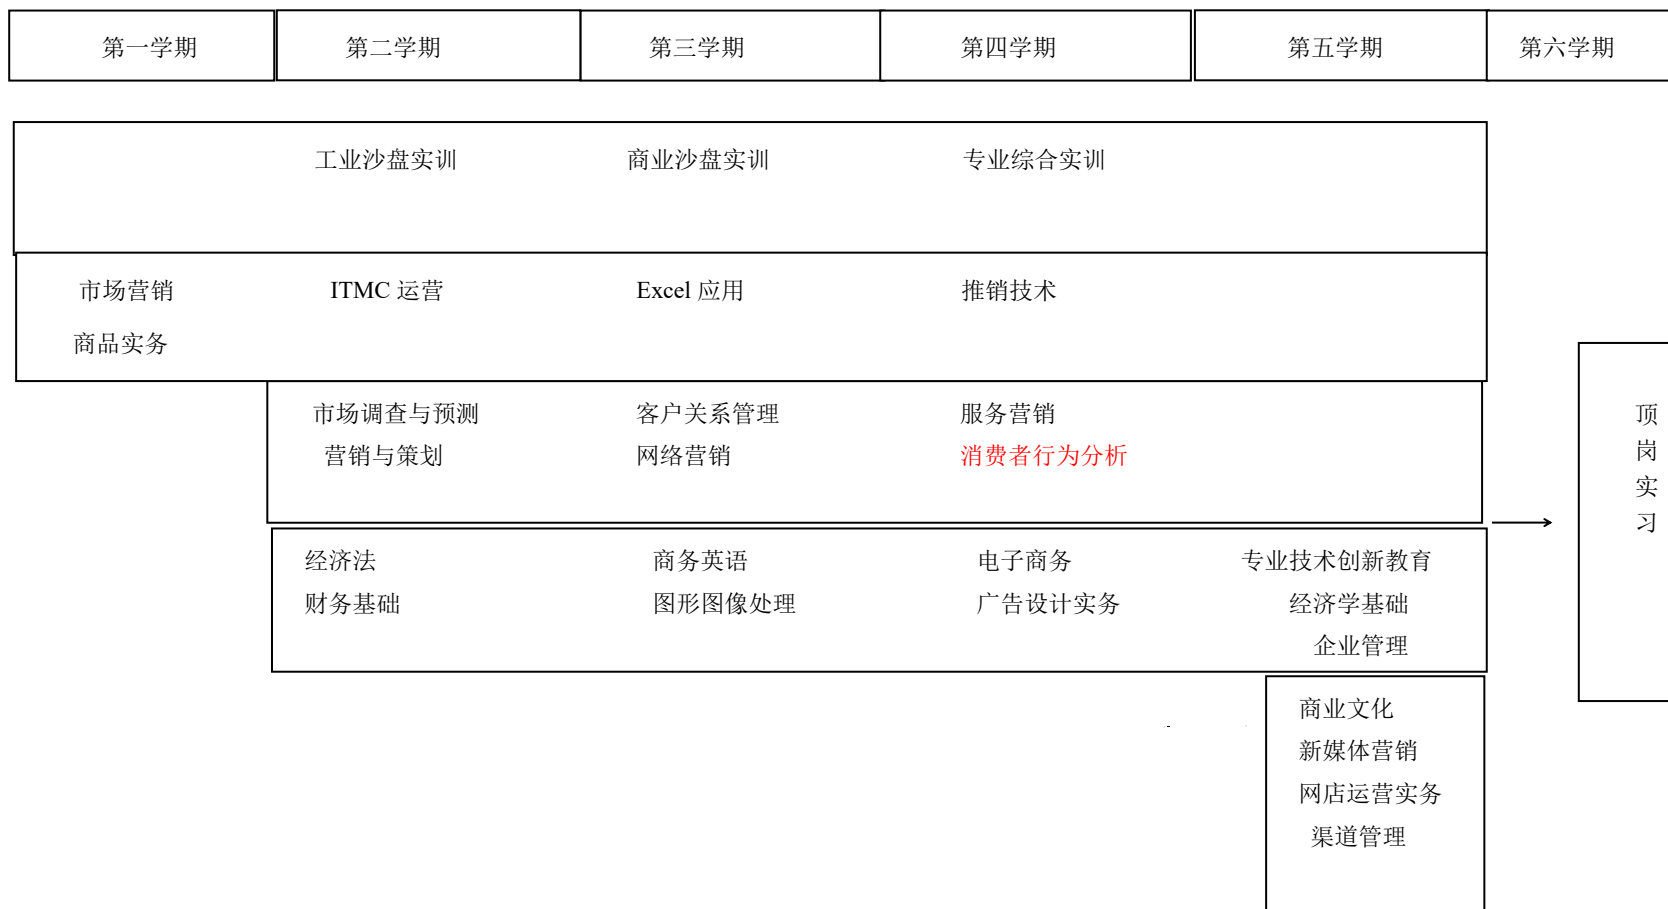 第一学期 第二学期 第三学期 第四学期 第五学期 第六学期
工业沙盘实训 商业沙盘实训 专业综合实训
市场营销 ITMC 运营 Excel 应用 推销技术
商品实务
市场调查与预测 客户关系管理 服务营销
营销与策划 网络营销 消费者行为分析
经济法 商务英语 电子商务 专业技术创新教育
财务基础 图形图像处理 广告设计实务 经济学基础
企业管理
商业文化
新媒体营销
网店运营实务
渠道管理
顶
岗
实
习